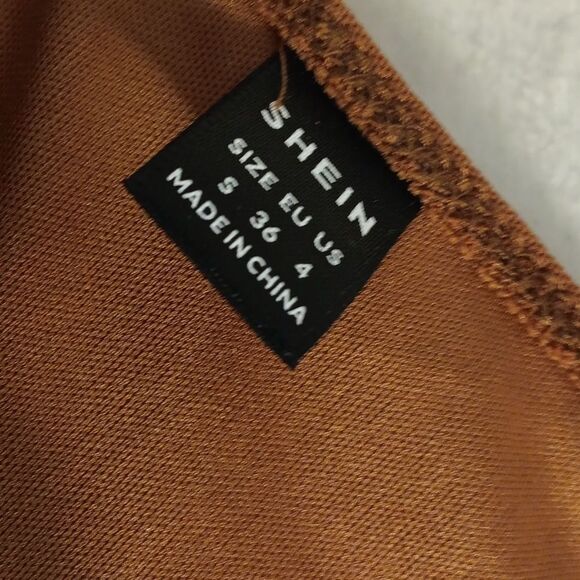 SHEIN
SIZE EU US
S 36 4
MADE IN CHINA